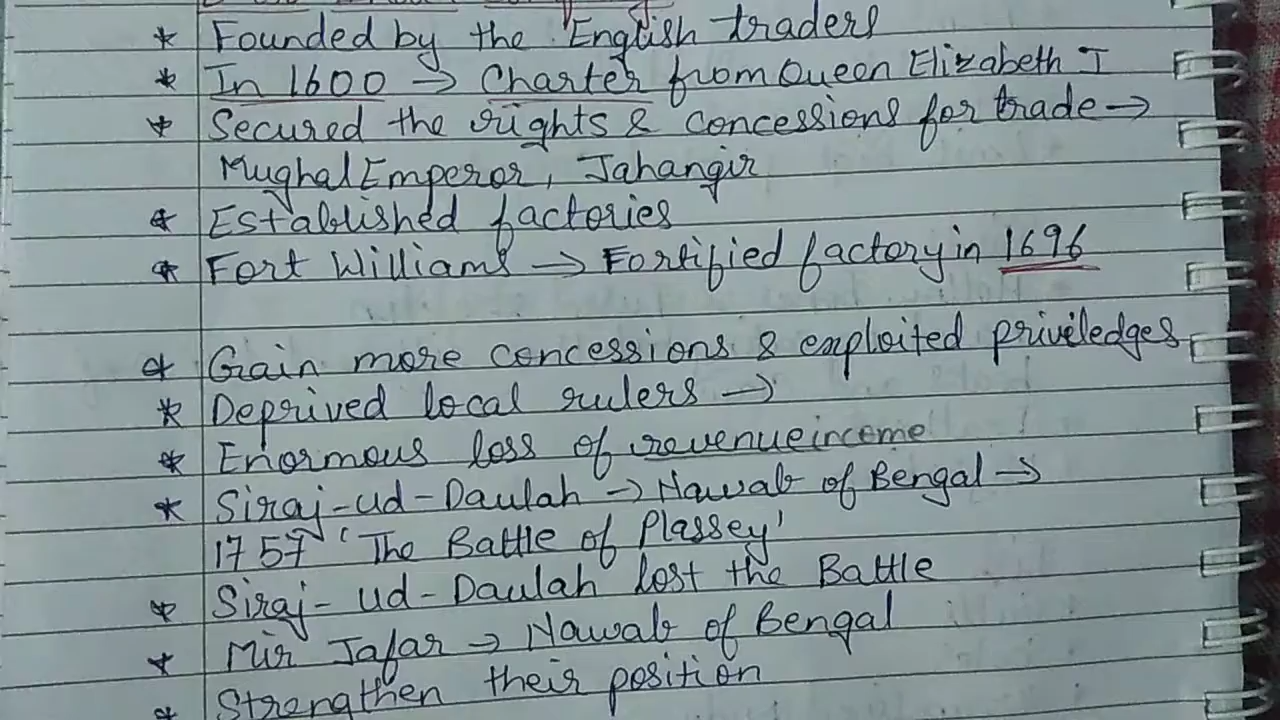 * Founded by the English traders
* In 1600 → Charter from Queen Elizabeth I
* Secured the rights & concessions for trade →
Mughal Emperor, Jahangir
* Established factories
* Fort Williams → Fortified factory in 1696
* Gain more concessions & exploited priviledges
* Deprived local rulers →
* Enormous loss of revenue income
* Siraj-ud-Daulah → Nawab of Bengal →
1757 'The Battle of Plassey'
* Siraj-ud-Daulah lost the Battle
* Mir Jafar → Nawab of Bengal
* Strengthen their position